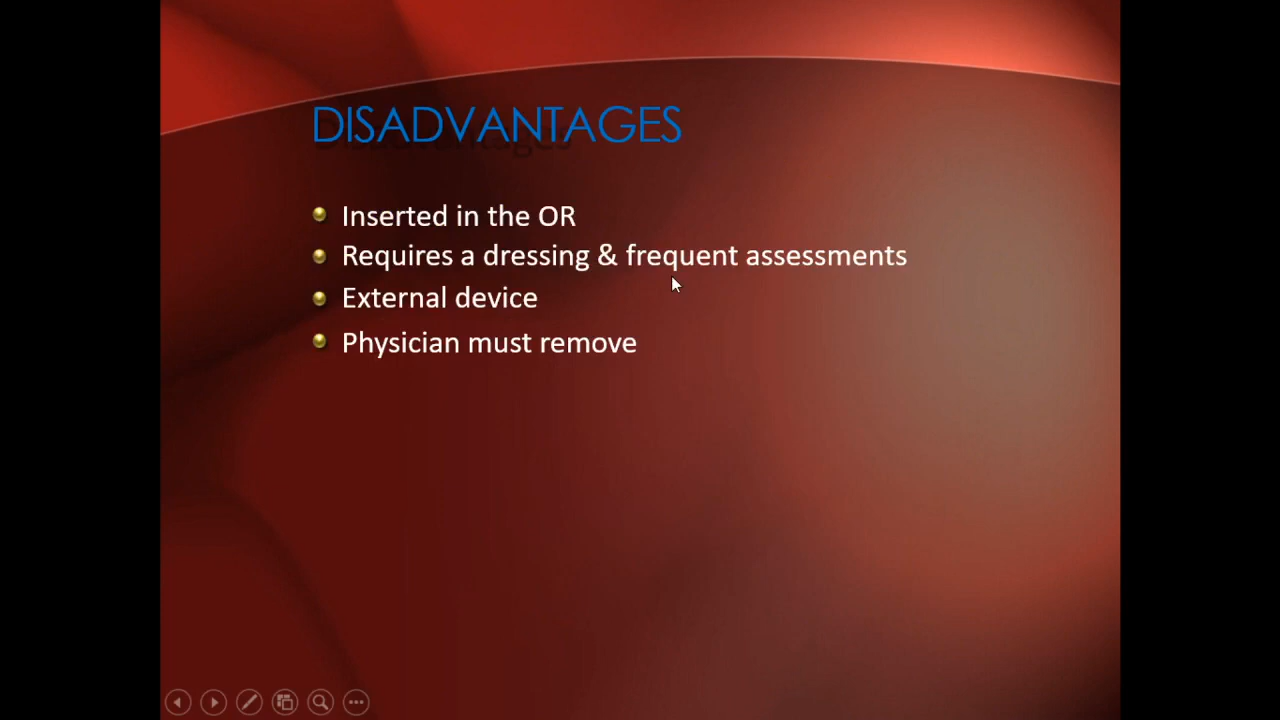 DISADVANTAGES
Inserted in the OR
Requires a dressing & frequent assessments
External device
Physician must remove